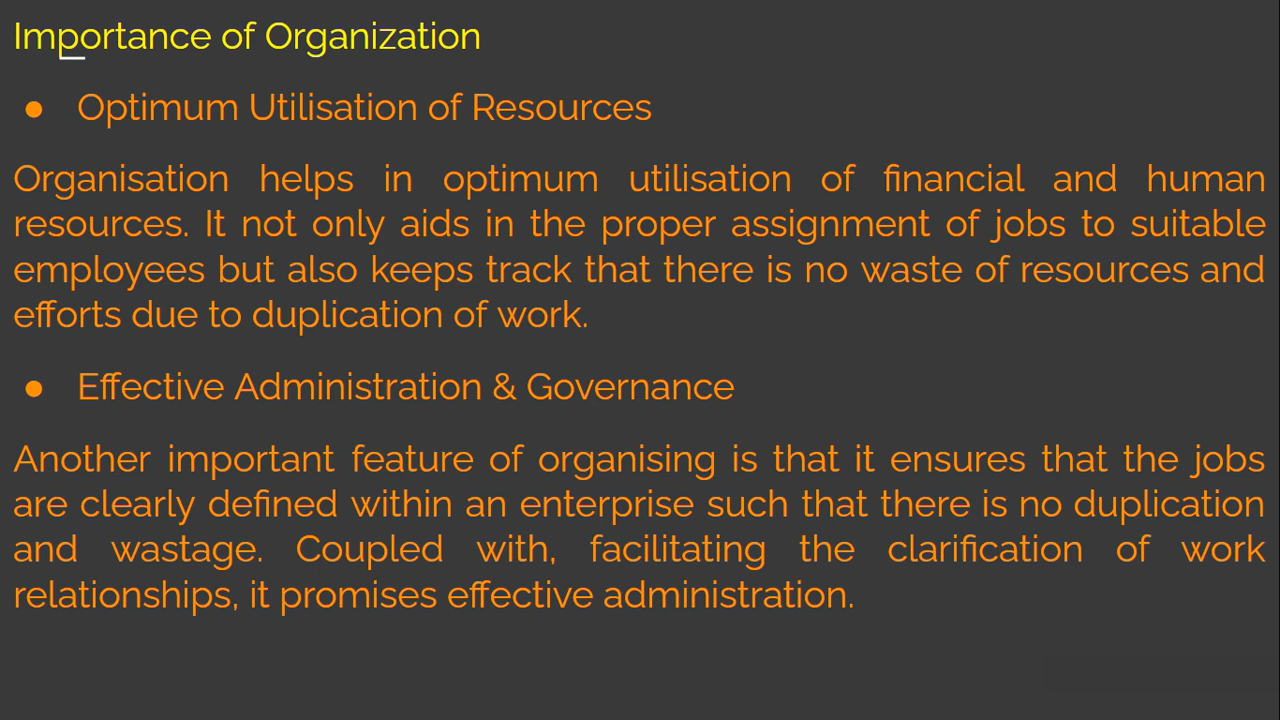 Importance of Organization
● Optimum Utilisation of Resources
Organisation helps in optimum utilisation of financial and human
resources. It not only aids in the proper assignment of jobs to suitable
employees but also keeps track that there is no waste of resources and
efforts due to duplication of work.
● Effective Administration & Governance
Another important feature of organising is that it ensures that the jobs
are clearly defined within an enterprise such that there is no duplication
and wastage. Coupled with, facilitating the clarification of work
relationships, it promises effective administration.